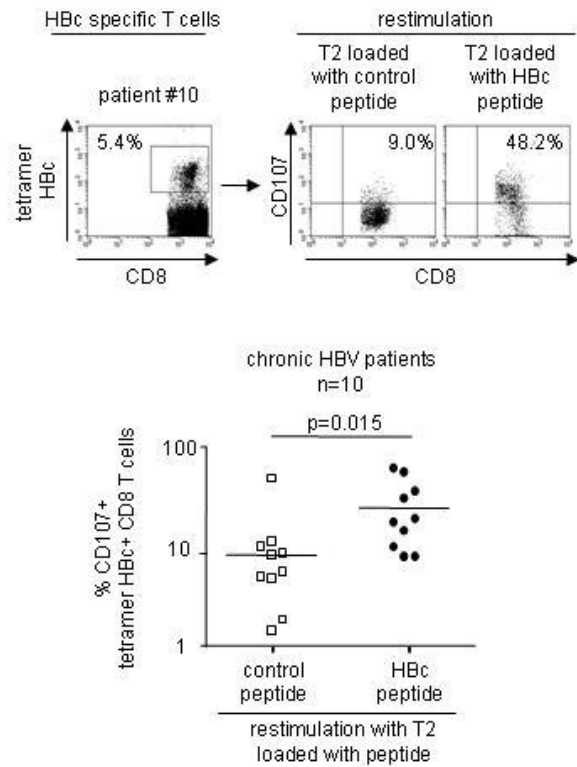 HBc specific T cells
restimulation
patient #10
T2 loaded
with control
peptide
T2 loaded
with HBc
peptide
5.4%
9.0%
48.2%
tetramer
HBc
CD107
CD8
CD8
chronic HBV patients
n=10
p=0.015
100
10
1
% CD107+
tetramer HBc+ CD8 T cells
control
peptide
HBc
peptide
restimulation with T2
loaded with peptide